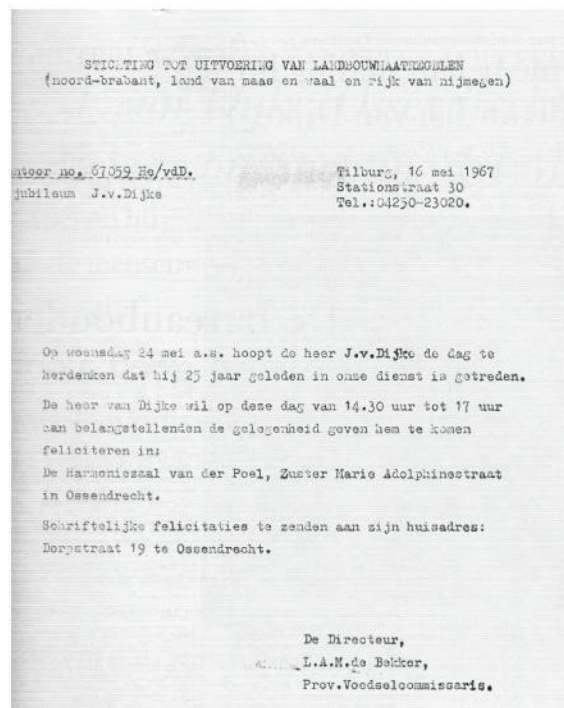 STICHTING TOT UITVOERING VAN LANDBOUWMAATREGELEN
(noord-brabant, land van maas en waal en rijk van nijmegen)
ntoor no. 67059 He/vdD.
Tilburg, 16 mei 1967
jubileum J.v.Dijke
Stationstraat 30
Tel.:04250-23020.
Op woensdag 24 mei a.s. hoopt de heer J.v.Dijke de dag te
herdenken dat hij 25 jaar geleden in onze dienst is getreden.
De heer van Dijke wil op deze dag van 14.30 uur tot 17 uur
aan belangstellenden de gelegenheid geven hem te komen
feliciteren in:
De Harmoniezaal van der Poel, Zuster Marie Adolphinestraat
in Ossendrecht.
Schriftelijke felicitaties te zenden aan zijn huisadres:
Dorpstraat 19 te Ossendrecht.
De Directeur,
L.A.M.de Bekker,
Prov.Voedselcommissaris.